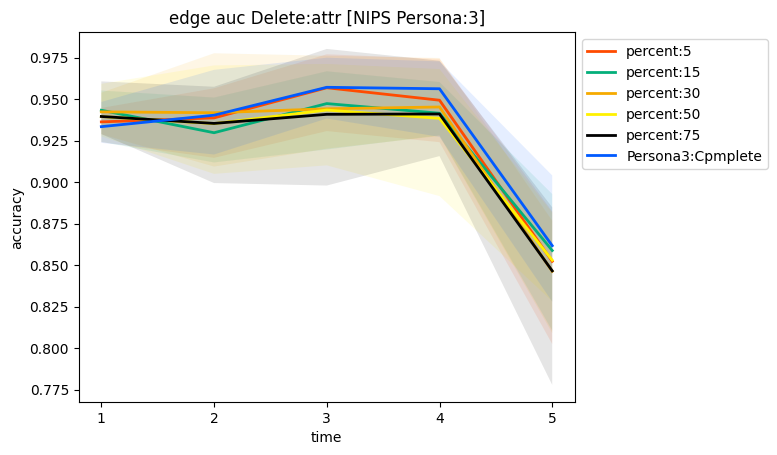 edge auc Delete:attr [NIPS Persona:3]
0.975
0.950
0.925
0.900
0.875
0.850
0.825
0.800
0.775
accuracy
1 2 3 4 5
time
percent:5
percent:15
percent:30
percent:50
percent:75
Persona3:Cpmplete